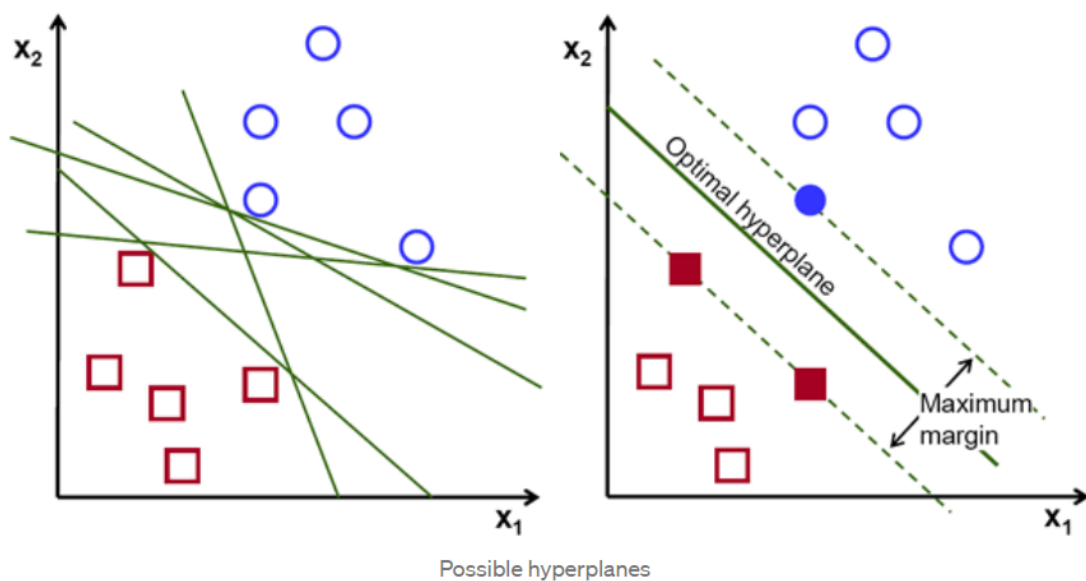 x2
x1
x2
Optimal hyperplane
Maximum
margin
x1
Possible hyperplanes